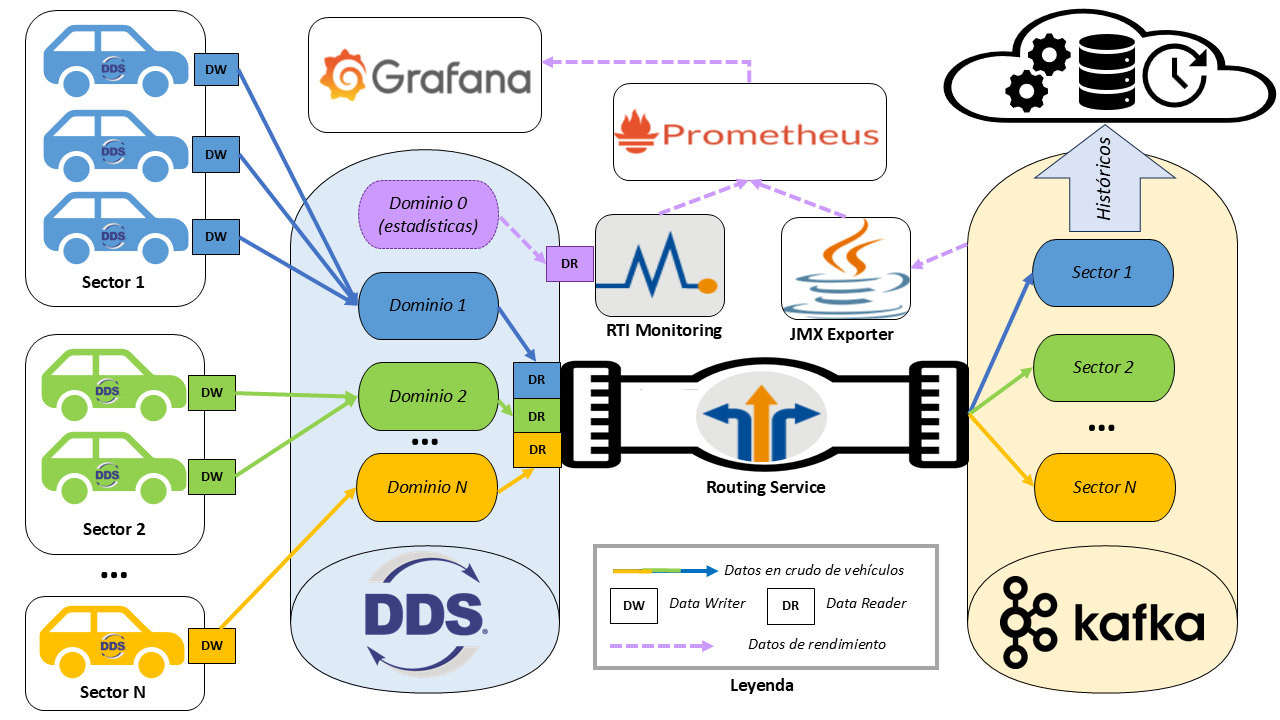 DDS
DW
DDS
DW
DDS
DW
Sector 1
DDS
DW
DDS
DW
Sector 2
...
DDS
DW
Sector N
Grafana
Prometheus
Dominio 0
(estadísticas)
DR
RTI Monitoring
JMX Exporter
Dominio 1
Dominio 2
...
Dominio N
DR
DR
DR
DDS®
Routing Service
Históricos
Sector 1
Sector 2
...
Sector N
kafka
Datos en crudo de vehículos
DW Data Writer DR Data Reader
Datos de rendimiento
Leyenda